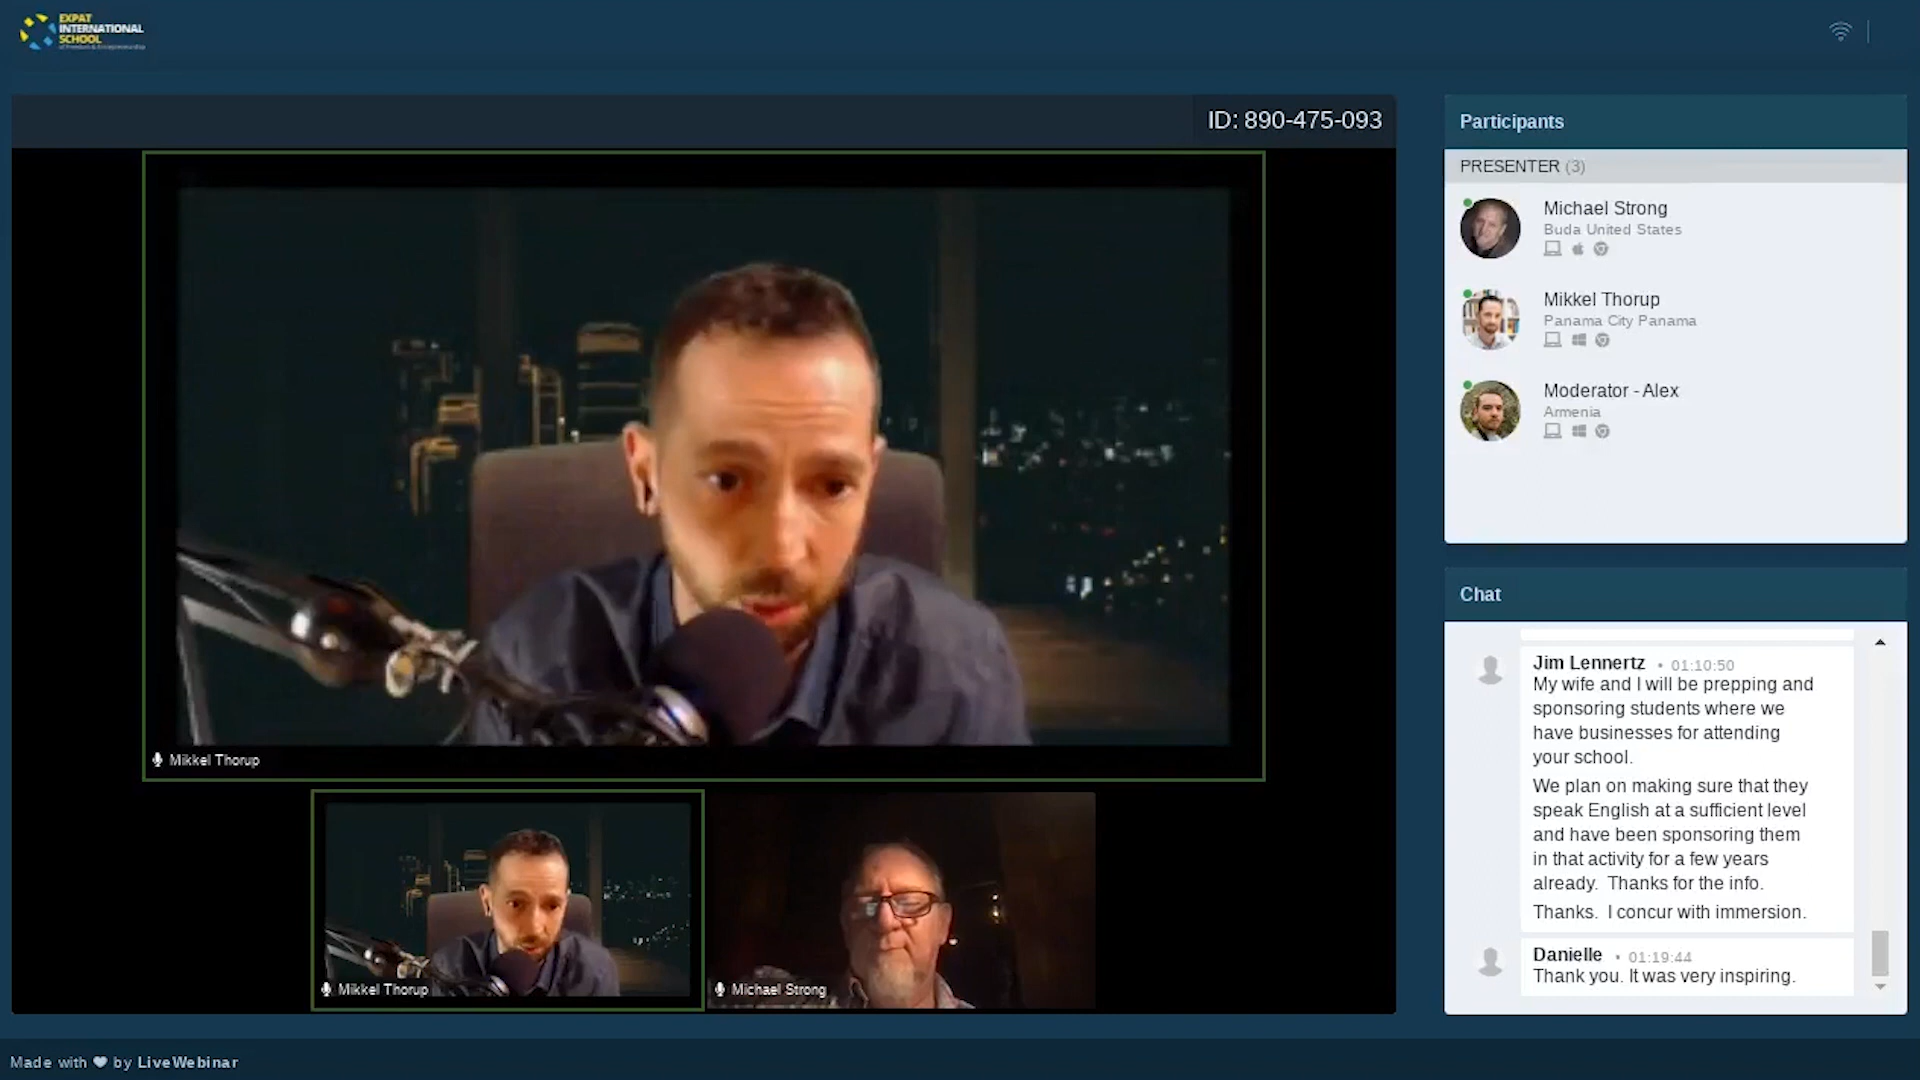 EXPAT
INTERNATIONAL
SCHOOL
of Freedom & Entrepreneurship
ID: 890-475-093
Mikkel Thorup
Mikkel Thorup
Michael Strong
Participants
PRESENTER (3)
Michael Strong
Buda United States
Mikkel Thorup
Panama City Panama
Moderator - Alex
Armenia
Chat
Jim Lennertz • 01:10:50
My wife and I will be prepping and
sponsoring students where we
have businesses for attending
your school.
We plan on making sure that they
speak English at a sufficient level
and have been sponsoring them
in that activity for a few years
already.  Thanks for the info.
Thanks.  I concur with immersion.
Danielle • 01:19:44
Thank you. It was very inspiring.
Made with ❤ by LiveWebinar